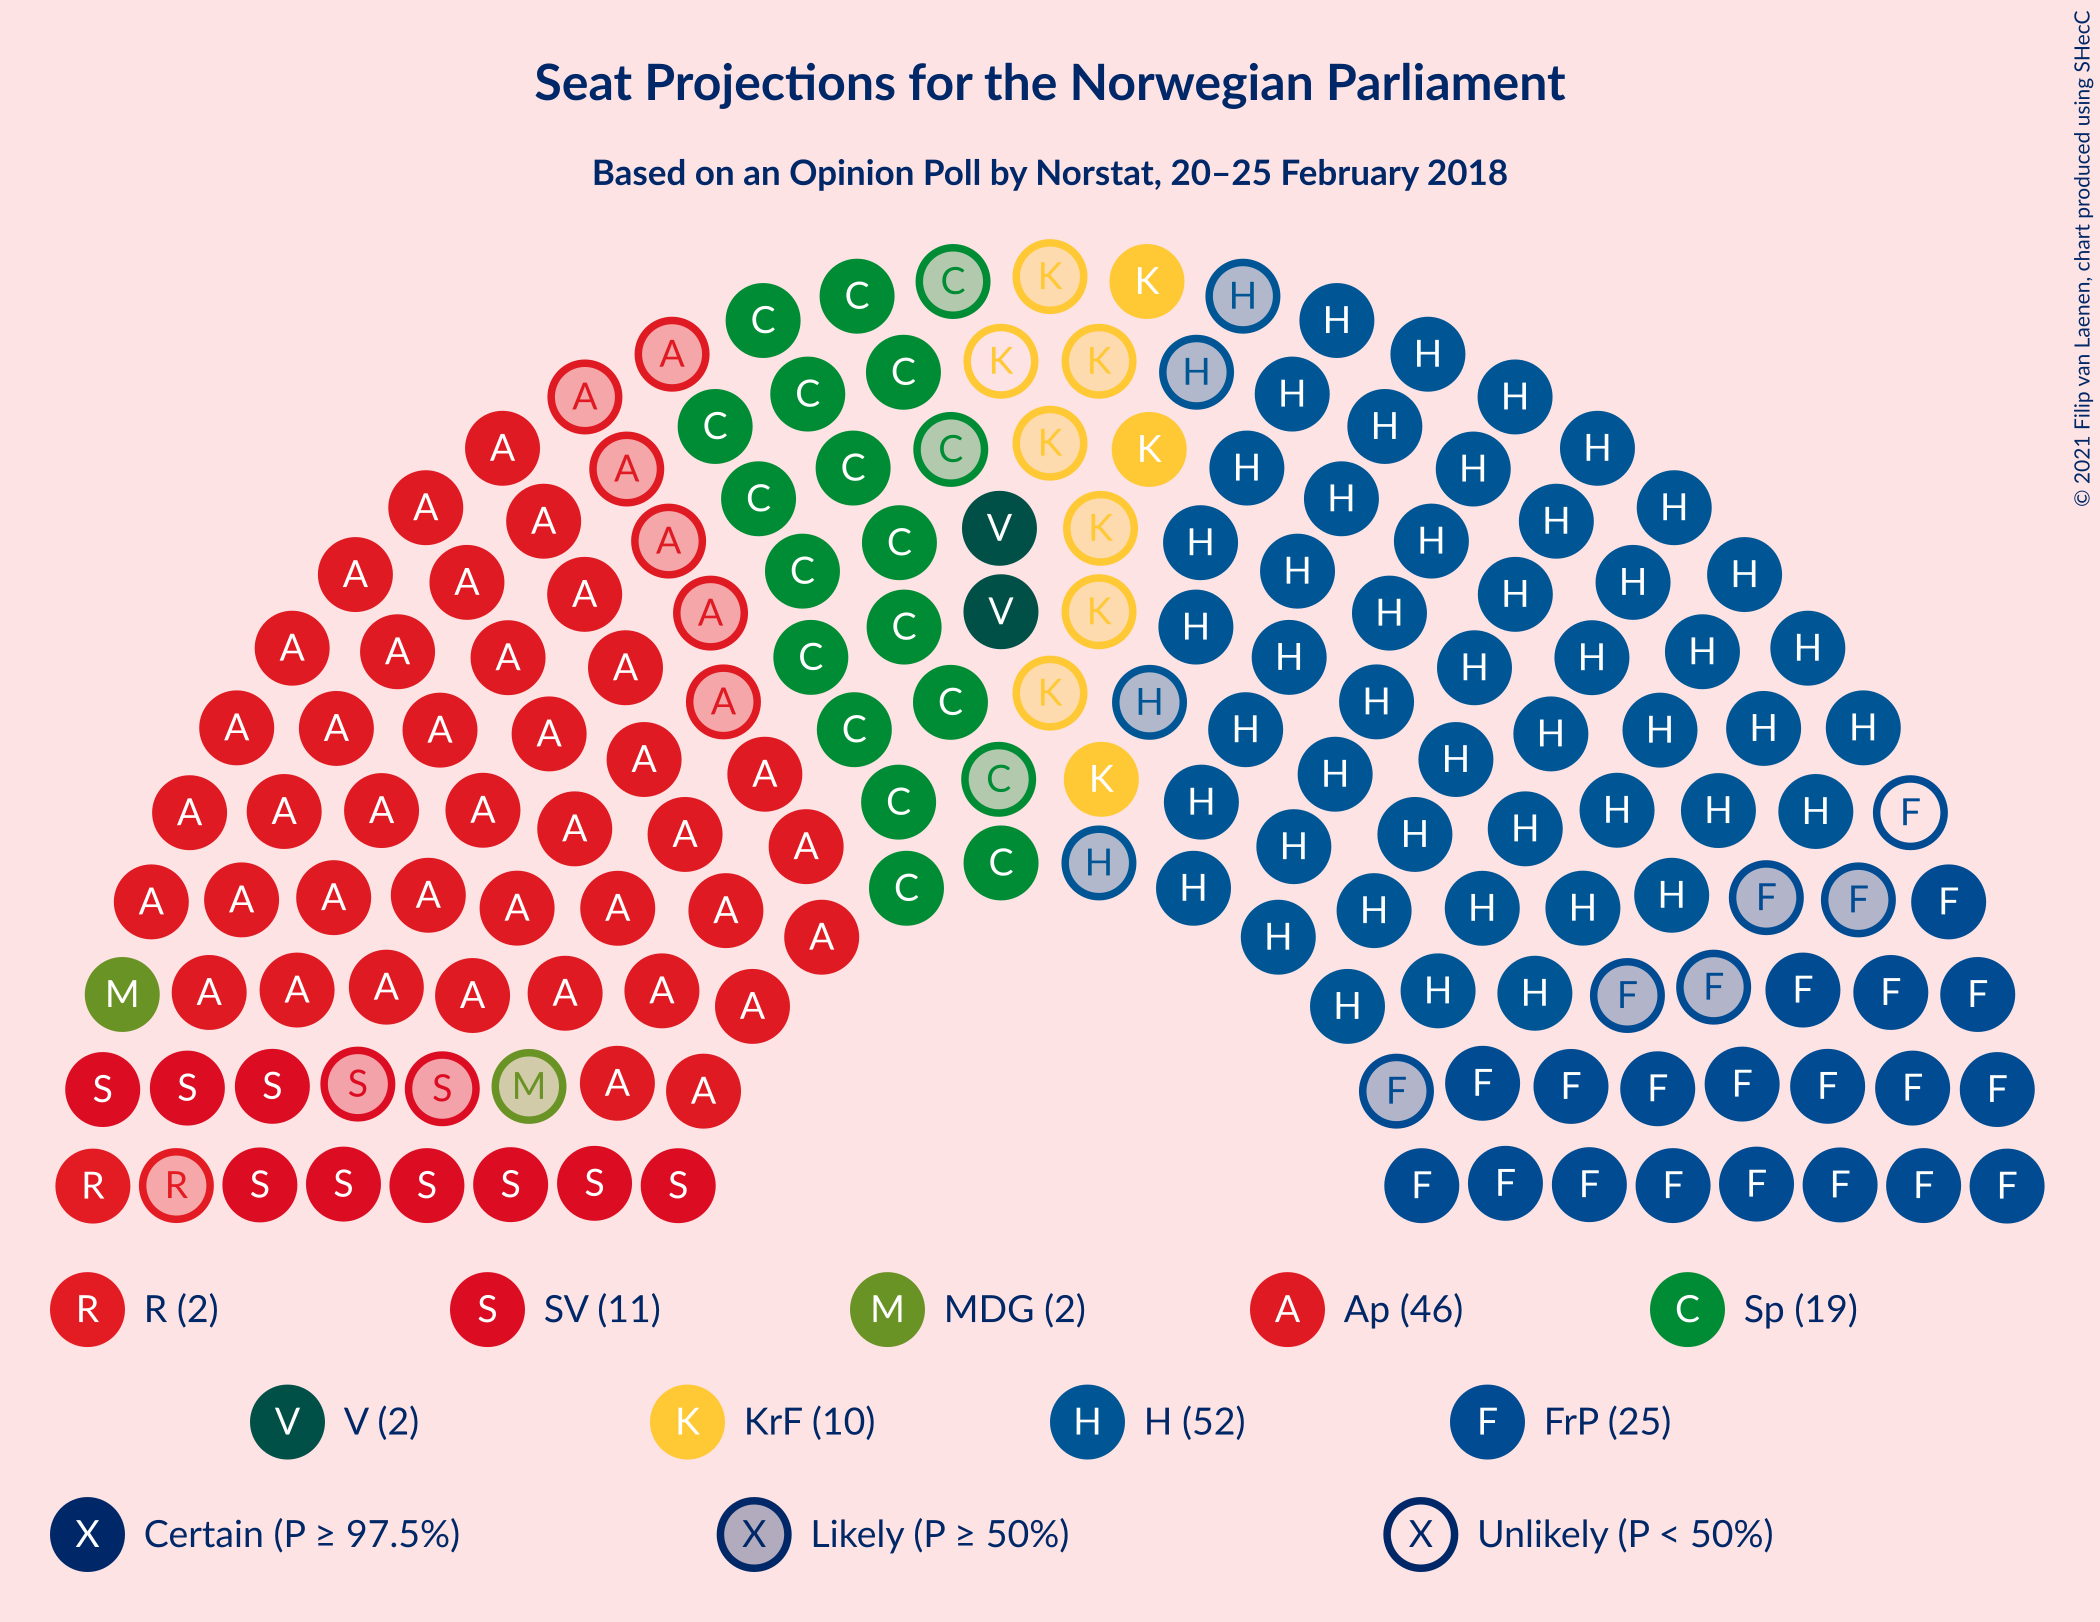 Seat Projections for the Norwegian Parliament
Based on an Opinion Poll by Norstat, 20–25 February 2018
© 2021 Filip van Laenen, chart produced using SHecC
C C C K K H H
A C C K K H H H
A A C C C K K H H H H
A A C C V K H H H H H
A A A C C V K H H H H H
A A A A C C K H H H H H H
A A A A A A C C K H H H H H H H
A A A A A A A C C H H H H H H H H F
A A A A A A A A H H H H H F F F
M A A A A A A A H H H F F F F F
S S S S S M A A F F F F F F F F
R R S S S S S S F F F F F F F F
R R (2) S SV (11) M MDG (2) A Ap (46) C Sp (19)
V V (2) K KrF (10) H H (52) F FrP (25)
X Certain (P ≥ 97.5%) X Likely (P ≥ 50%) X Unlikely (P < 50%)